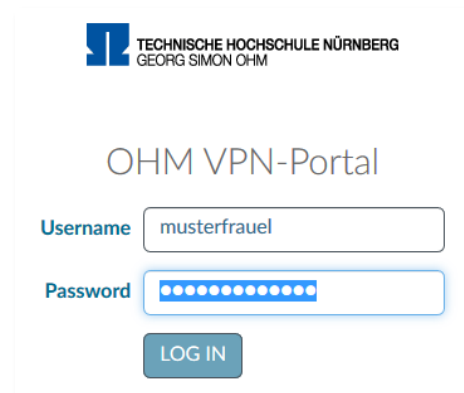 TECHNISCHE HOCHSCHULE NÜRNBERG
GEORG SIMON OHM
OHM VPN-Portal
Username musterfrauel
Password ●●●●●●●●●●●●●
LOG IN